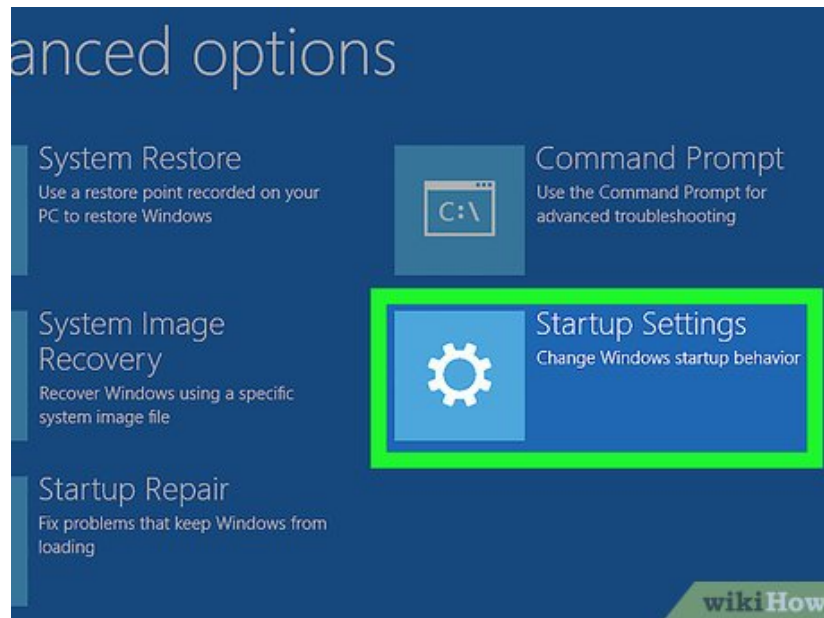 anced options
System Restore
Use a restore point recorded on your
PC to restore Windows
System Image
Recovery
Recover Windows using a specific
system image file
Startup Repair
Fix problems that keep Windows from
loading
Command Prompt
Use the Command Prompt for
advanced troubleshooting
C:\
Startup Settings
Change Windows startup behavior
wikiHow